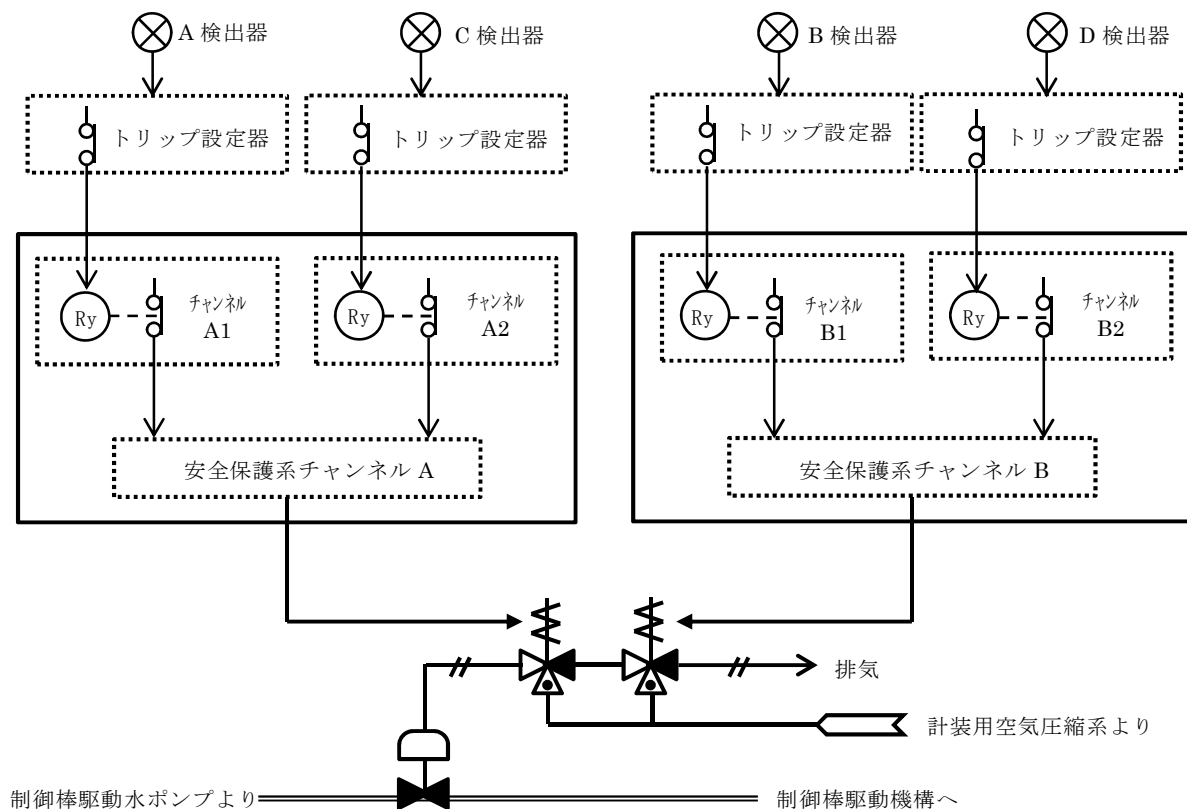 A 検出器
C 検出器
B 検出器
D 検出器
トリップ設定器
トリップ設定器
トリップ設定器
トリップ設定器
Ry
チャンネル
A1
Ry
チャンネル
A2
Ry
チャンネル
B1
Ry
チャンネル
B2
安全保護系チャンネル A
安全保護系チャンネル B
排気
計装用空気圧縮系より
制御棒駆動水ポンプより
制御棒駆動機構へ